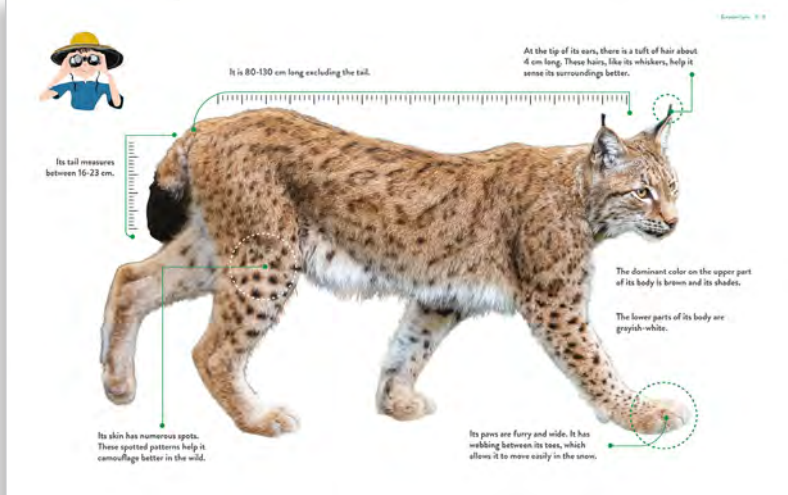 Eurasian Lynx
It is 80-130 cm long excluding the tail.
At the tip of its ears, there is a tuft of hair about
4 cm long. These hairs, like its whiskers, help it
sense its surroundings better.
Its tail measures
between 16-23 cm.
The dominant color on the upper part
of its body is brown and its shades.
The lower parts of its body are
grayish-white.
Its skin has numerous spots.
These spotted patterns help it
camouflage better in the wild.
Its paws are furry and wide. It has
webbing between its toes, which
allows it to move easily in the snow.